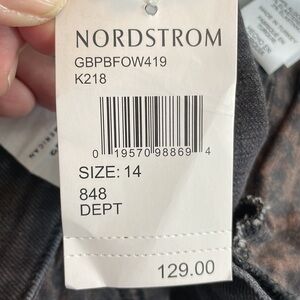 NORDSTROM
GBPBFOW419
K218
0 19570 98869 4
SIZE: 14
848
DEPT
129.00